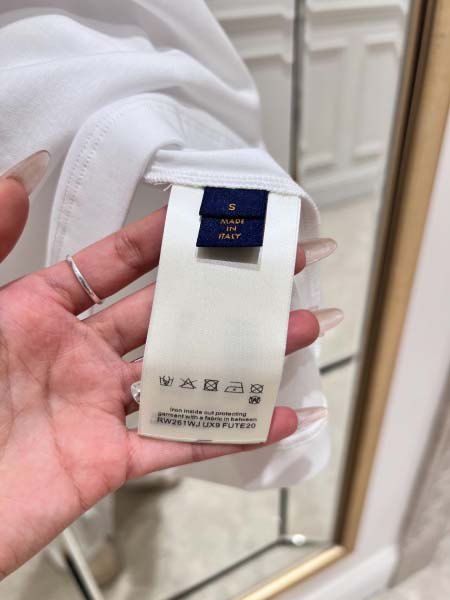 S
MADE
IN
ITALY
Iron inside out protecting
garment with a fabric in between
RW261WJ UX9 FUTE20